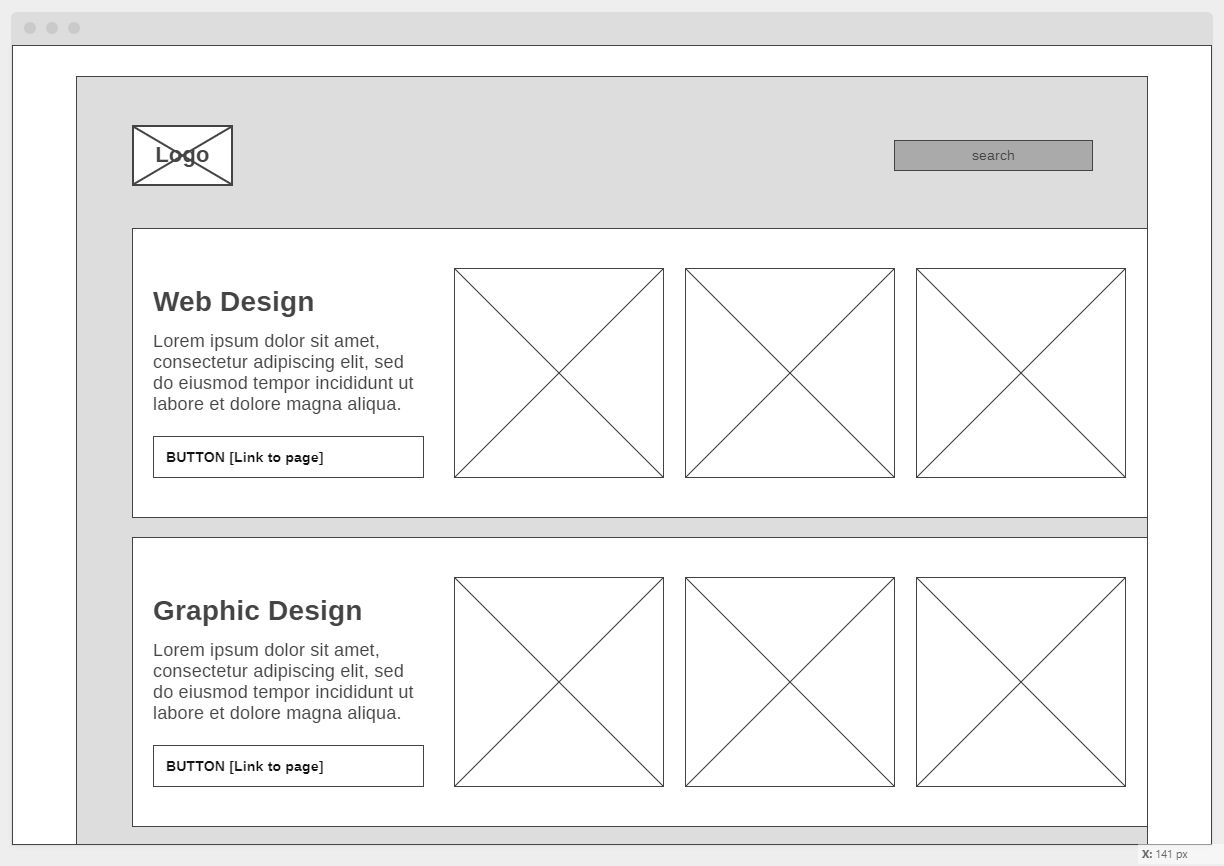 Logo
search
Web Design
Lorem ipsum dolor sit amet,
consectetur adipiscing elit, sed
do eiusmod tempor incididunt ut
labore et dolore magna aliqua.
BUTTON [Link to page]
Graphic Design
Lorem ipsum dolor sit amet,
consectetur adipiscing elit, sed
do eiusmod tempor incididunt ut
labore et dolore magna aliqua.
BUTTON [Link to page]
X: 141 px